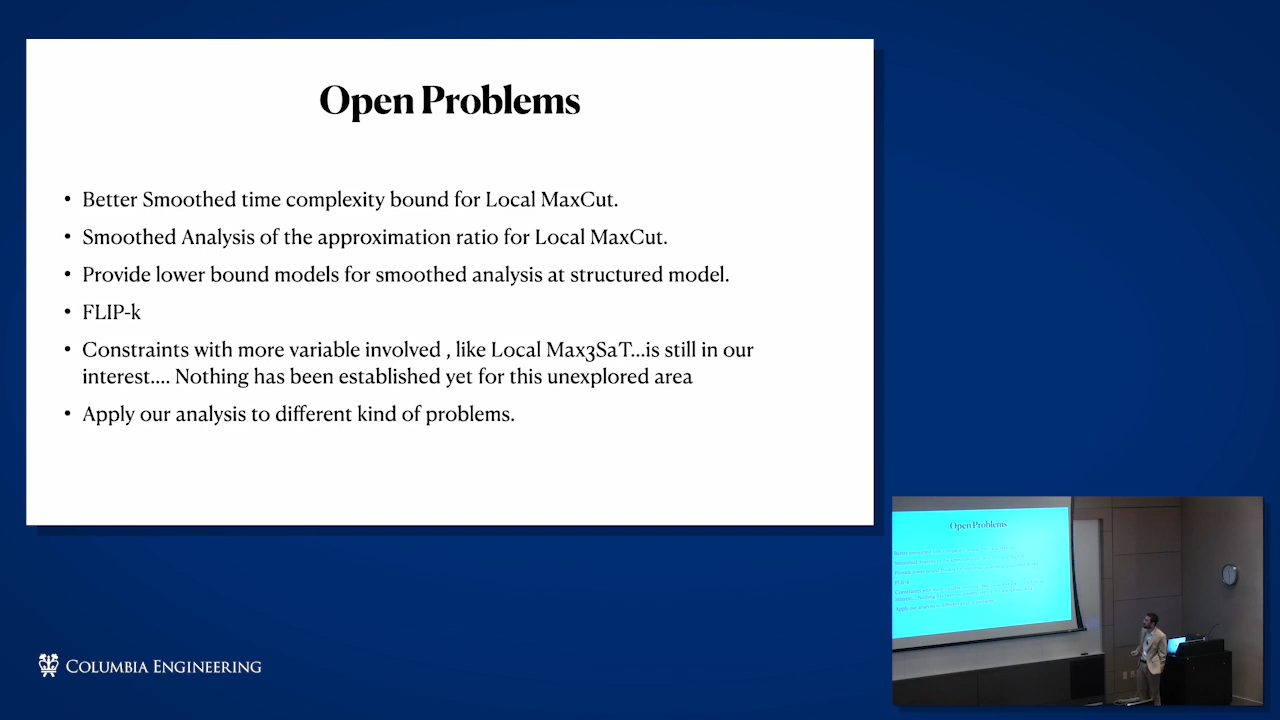 Open Problems
• Better Smoothed time complexity bound for Local MaxCut.
• Smoothed Analysis of the approximation ratio for Local MaxCut.
• Provide lower bound models for smoothed analysis at structured model.
• FLIP-k
• Constraints with more variable involved , like Local Max3SaT...is still in our
interest.... Nothing has been established yet for this unexplored area
• Apply our analysis to different kind of problems.
COLUMBIA ENGINEERING
Open Problems